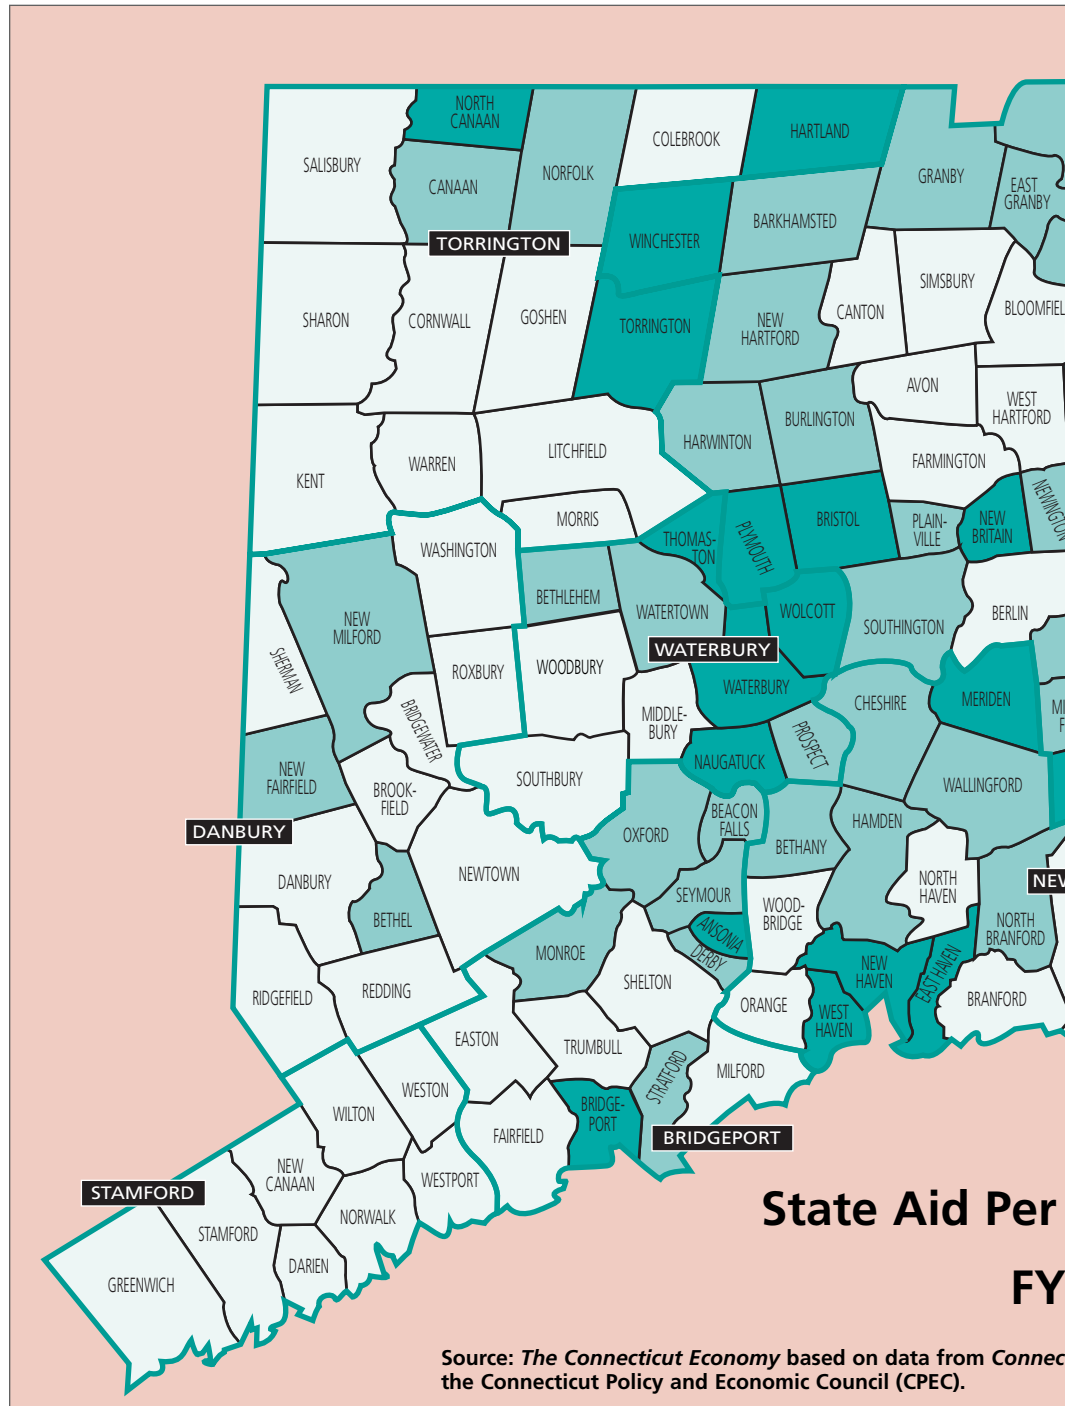 NORTH
CANAAN
HARTLAND
COLEBROOK
SALISBURY
NORFOLK
GRANBY
CANAAN
EAST
GRANBY
BARKHAMSTED
TORRINGTON
WINCHESTER
SIMSBURY
SHARON
CORNWALL
GOSHEN
TORRINGTON
NEW
HARTFORD
CANTON
BLOOMFIEL
AVON
WEST
HARTFORD
BURLINGTON
HARWINTON
LITCHFIELD
WARREN
FARMINGTON
KENT
NEWINGTON
MORRIS
BRISTOL
PLAIN-
VILLE
NEW
BRITAIN
THOMAS-
TON
PLYMOUTH
WASHINGTON
BETHLEHEM
WATERTOWN
WOLCOTT
SOUTHINGTON
BERLIN
NEW
MILFORD
WATERBURY
SHERMAN
ROXBURY
WOODBURY
WATERBURY
CHESHIRE
MERIDEN
MI
F
BRIDGEWATER
MIDDLE-
BURY
PROSPECT
NEW
FAIRFIELD
SOUTHBURY
NAUGATUCK
WALLINGFORD
BROOK-
FIELD
DANBURY
OXFORD
BEACON
FALLS
HAMDEN
BETHANY
DANBURY
NEWTOWN
NORTH
HAVEN
NEW
SEYMOUR
WOOD-
BRIDGE
BETHEL
ANSONIA
DERBY
NORTH
BRANFORD
MONROE
NEW
HAVEN
EAST HAVEN
SHELTON
RIDGEFIELD
REDDING
ORANGE
WEST
HAVEN
BRANFORD
EASTON
TRUMBULL
STRATFORD
MILFORD
WESTON
WILTON
BRIDGE-
PORT
FAIRFIELD
BRIDGEPORT
NEW
CANAAN
WESTPORT
STAMFORD
NORWALK
STAMFORD
DARIEN
GREENWICH
State Aid Per
FY
Source: The Connecticut Economy based on data from Connec
the Connecticut Policy and Economic Council (CPEC).